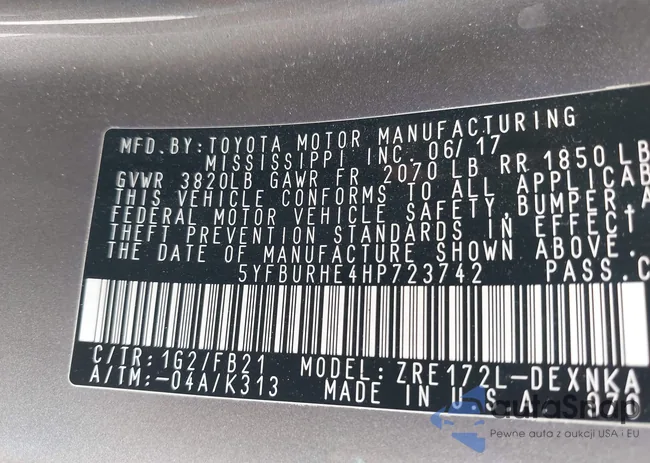 MFD. BY: TOYOTA MOTOR MANUFACTURING
MISSISSIPPI INC. 06/17
GVWR 3820LB GAWR FR 2070 LB RR 1850 LB
THIS VEHICLE CONFORMS TO ALL APPLICAB
FEDERAL MOTOR VEHICLE SAFETY, BUMPER, A
THEFT PREVENTION STANDARDS IN EFFECT
THE DATE OF MANUFACTURE SHOWN ABOVE.
5YFBURHE4HP723742 PASS. C
C/TR: 1G2/FB21 MODEL: ZRE172L-DEXNKA
A/TM: -04A/K313 MADE IN U.S.A.
autoSnap
Pewne auta z aukcji USA i EU